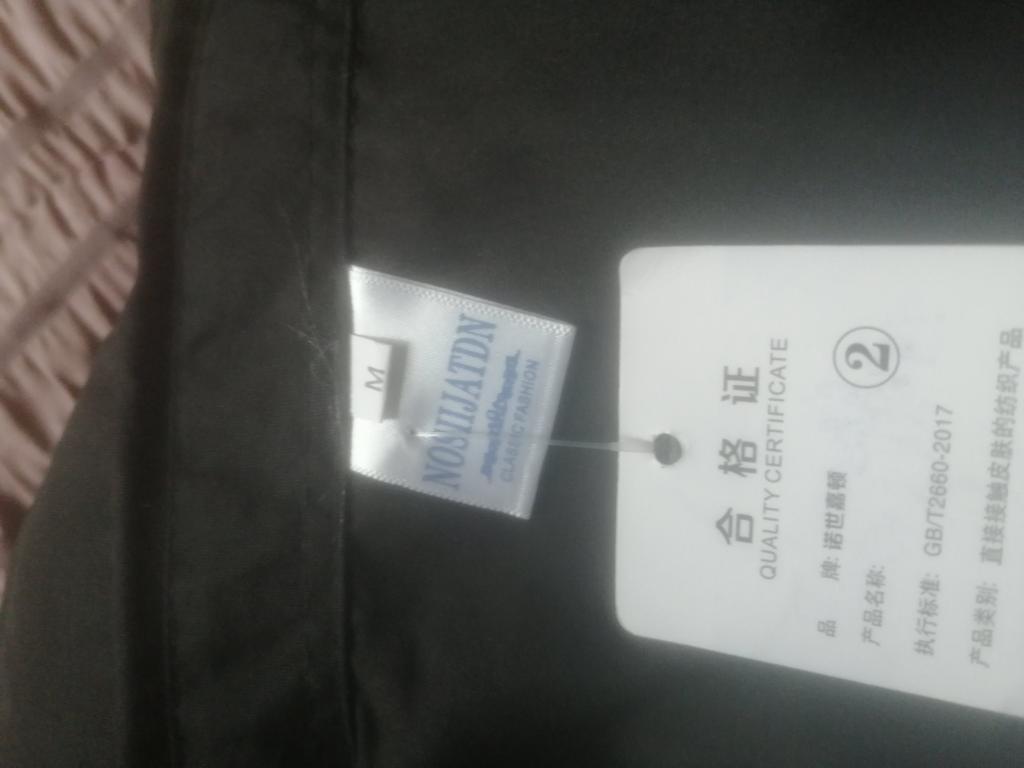 M
NOSIIJATDN
CLASSIC FASHION
合格证
QUALITY CERTIFICATE
②
品 牌: 诺世嘉顿
产品名称:
执行标准: GB/T2660-2017
产品类别: 直接接触皮肤的纺织产品